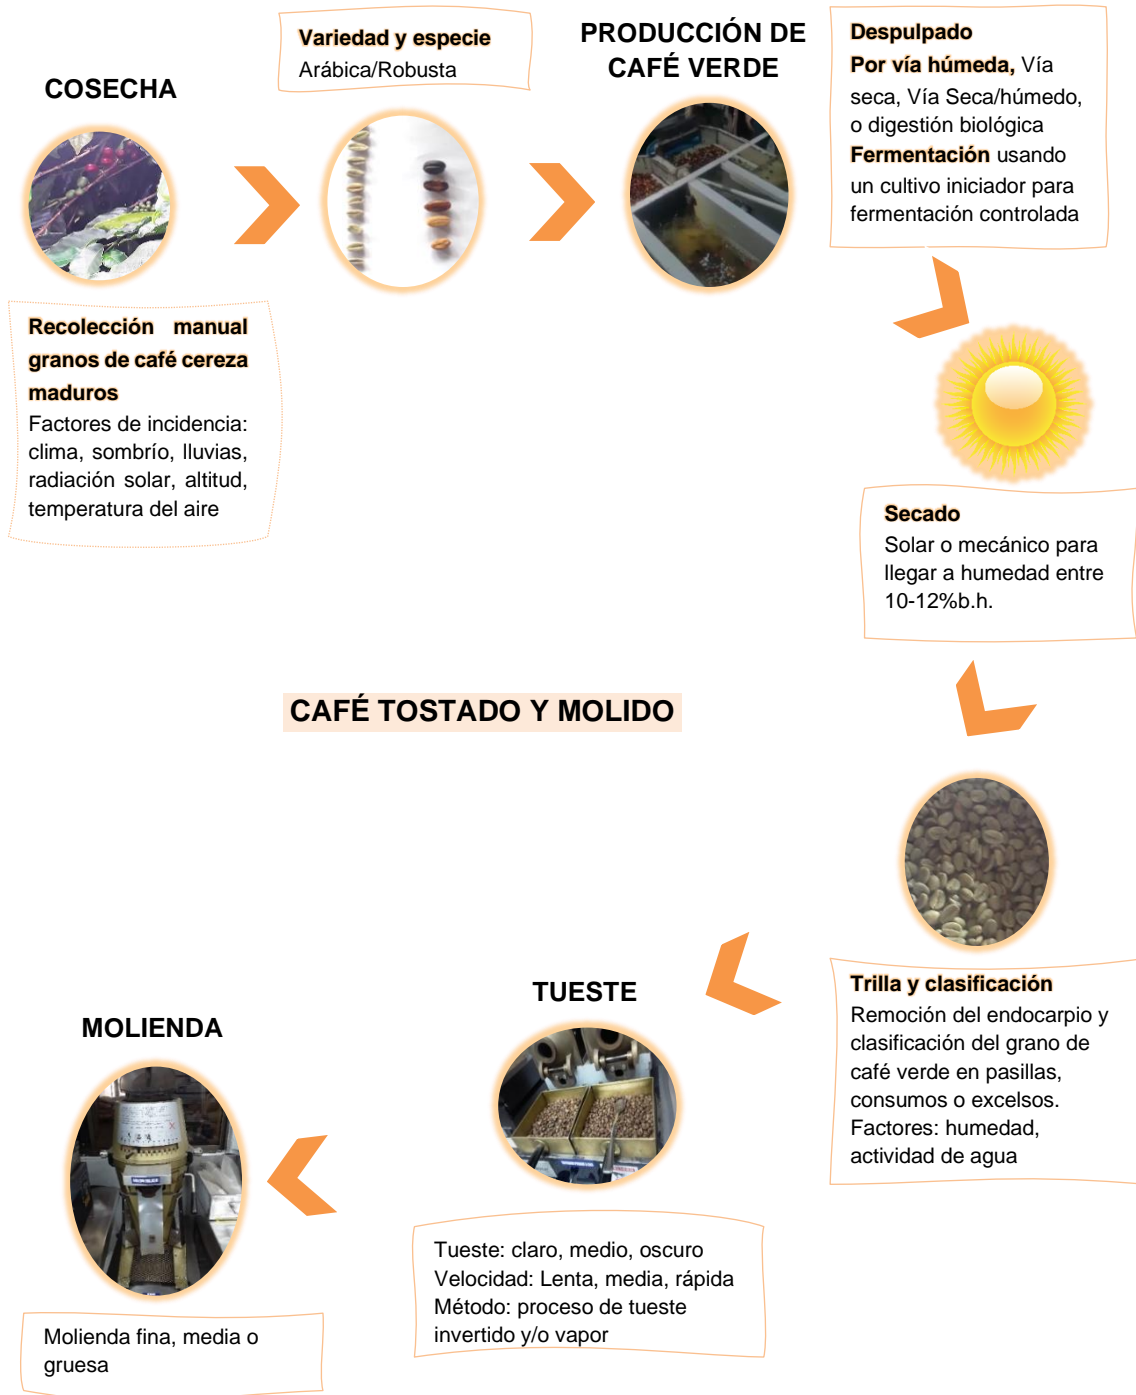 COSECHA
Variedad y especie
Arábica/Robusta
PRODUCCIÓN DE
CAFÉ VERDE
Despulpado
Por vía húmeda, Vía
seca, Vía Seca/húmedo,
o digestión biológica
Fermentación usando
un cultivo iniciador para
fermentación controlada
Recolección manual
granos de café cereza
maduros
Factores de incidencia:
clima, sombrío, lluvias,
radiación solar, altitud,
temperatura del aire
Secado
Solar o mecánico para
llegar a humedad entre
10-12%b.h.
CAFÉ TOSTADO Y MOLIDO
Trilla y clasificación
Remoción del endocarpio y
clasificación del grano de
café verde en pasillas,
consumos o excelsos.
Factores: humedad,
actividad de agua
TUESTE
Tueste: claro, medio, oscuro
Velocidad: Lenta, media, rápida
Método: proceso de tueste
invertido y/o vapor
MOLIENDA
Molienda fina, media o
gruesa